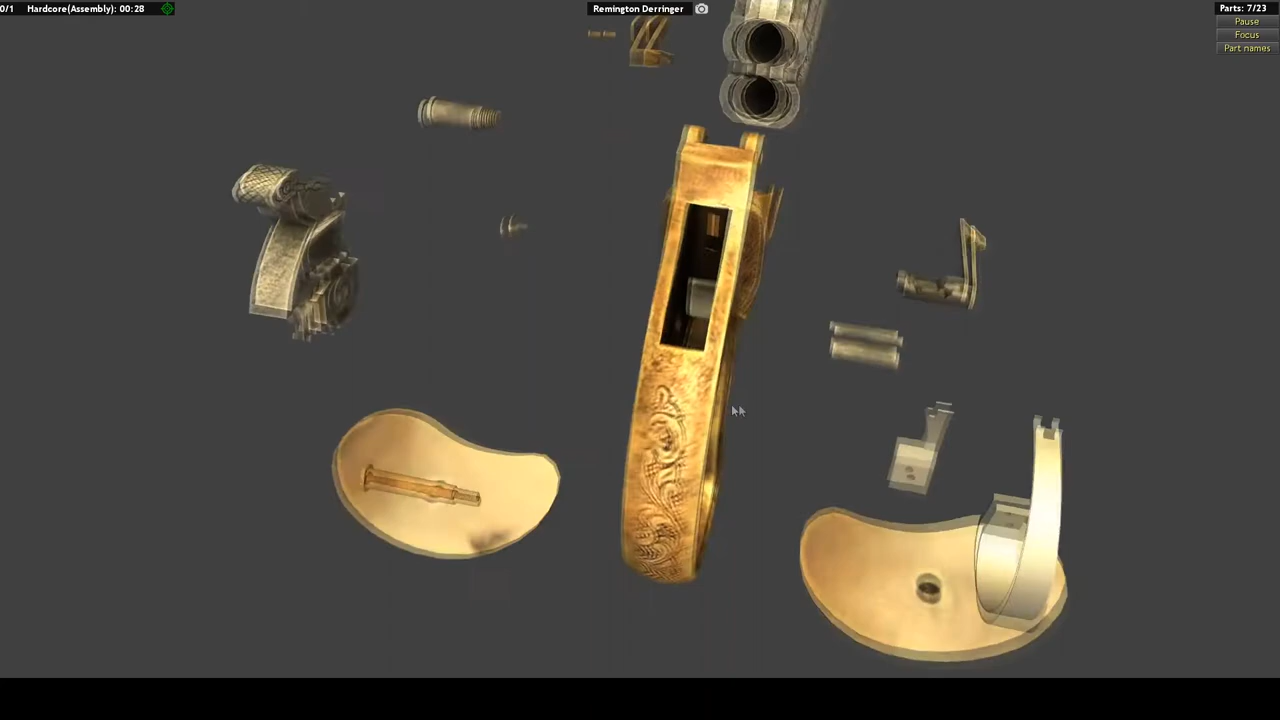 0/1 Hardcore(Assembly): 00:28
Remington Derringer
Parts: 7/23
Pause
Focus
Part names